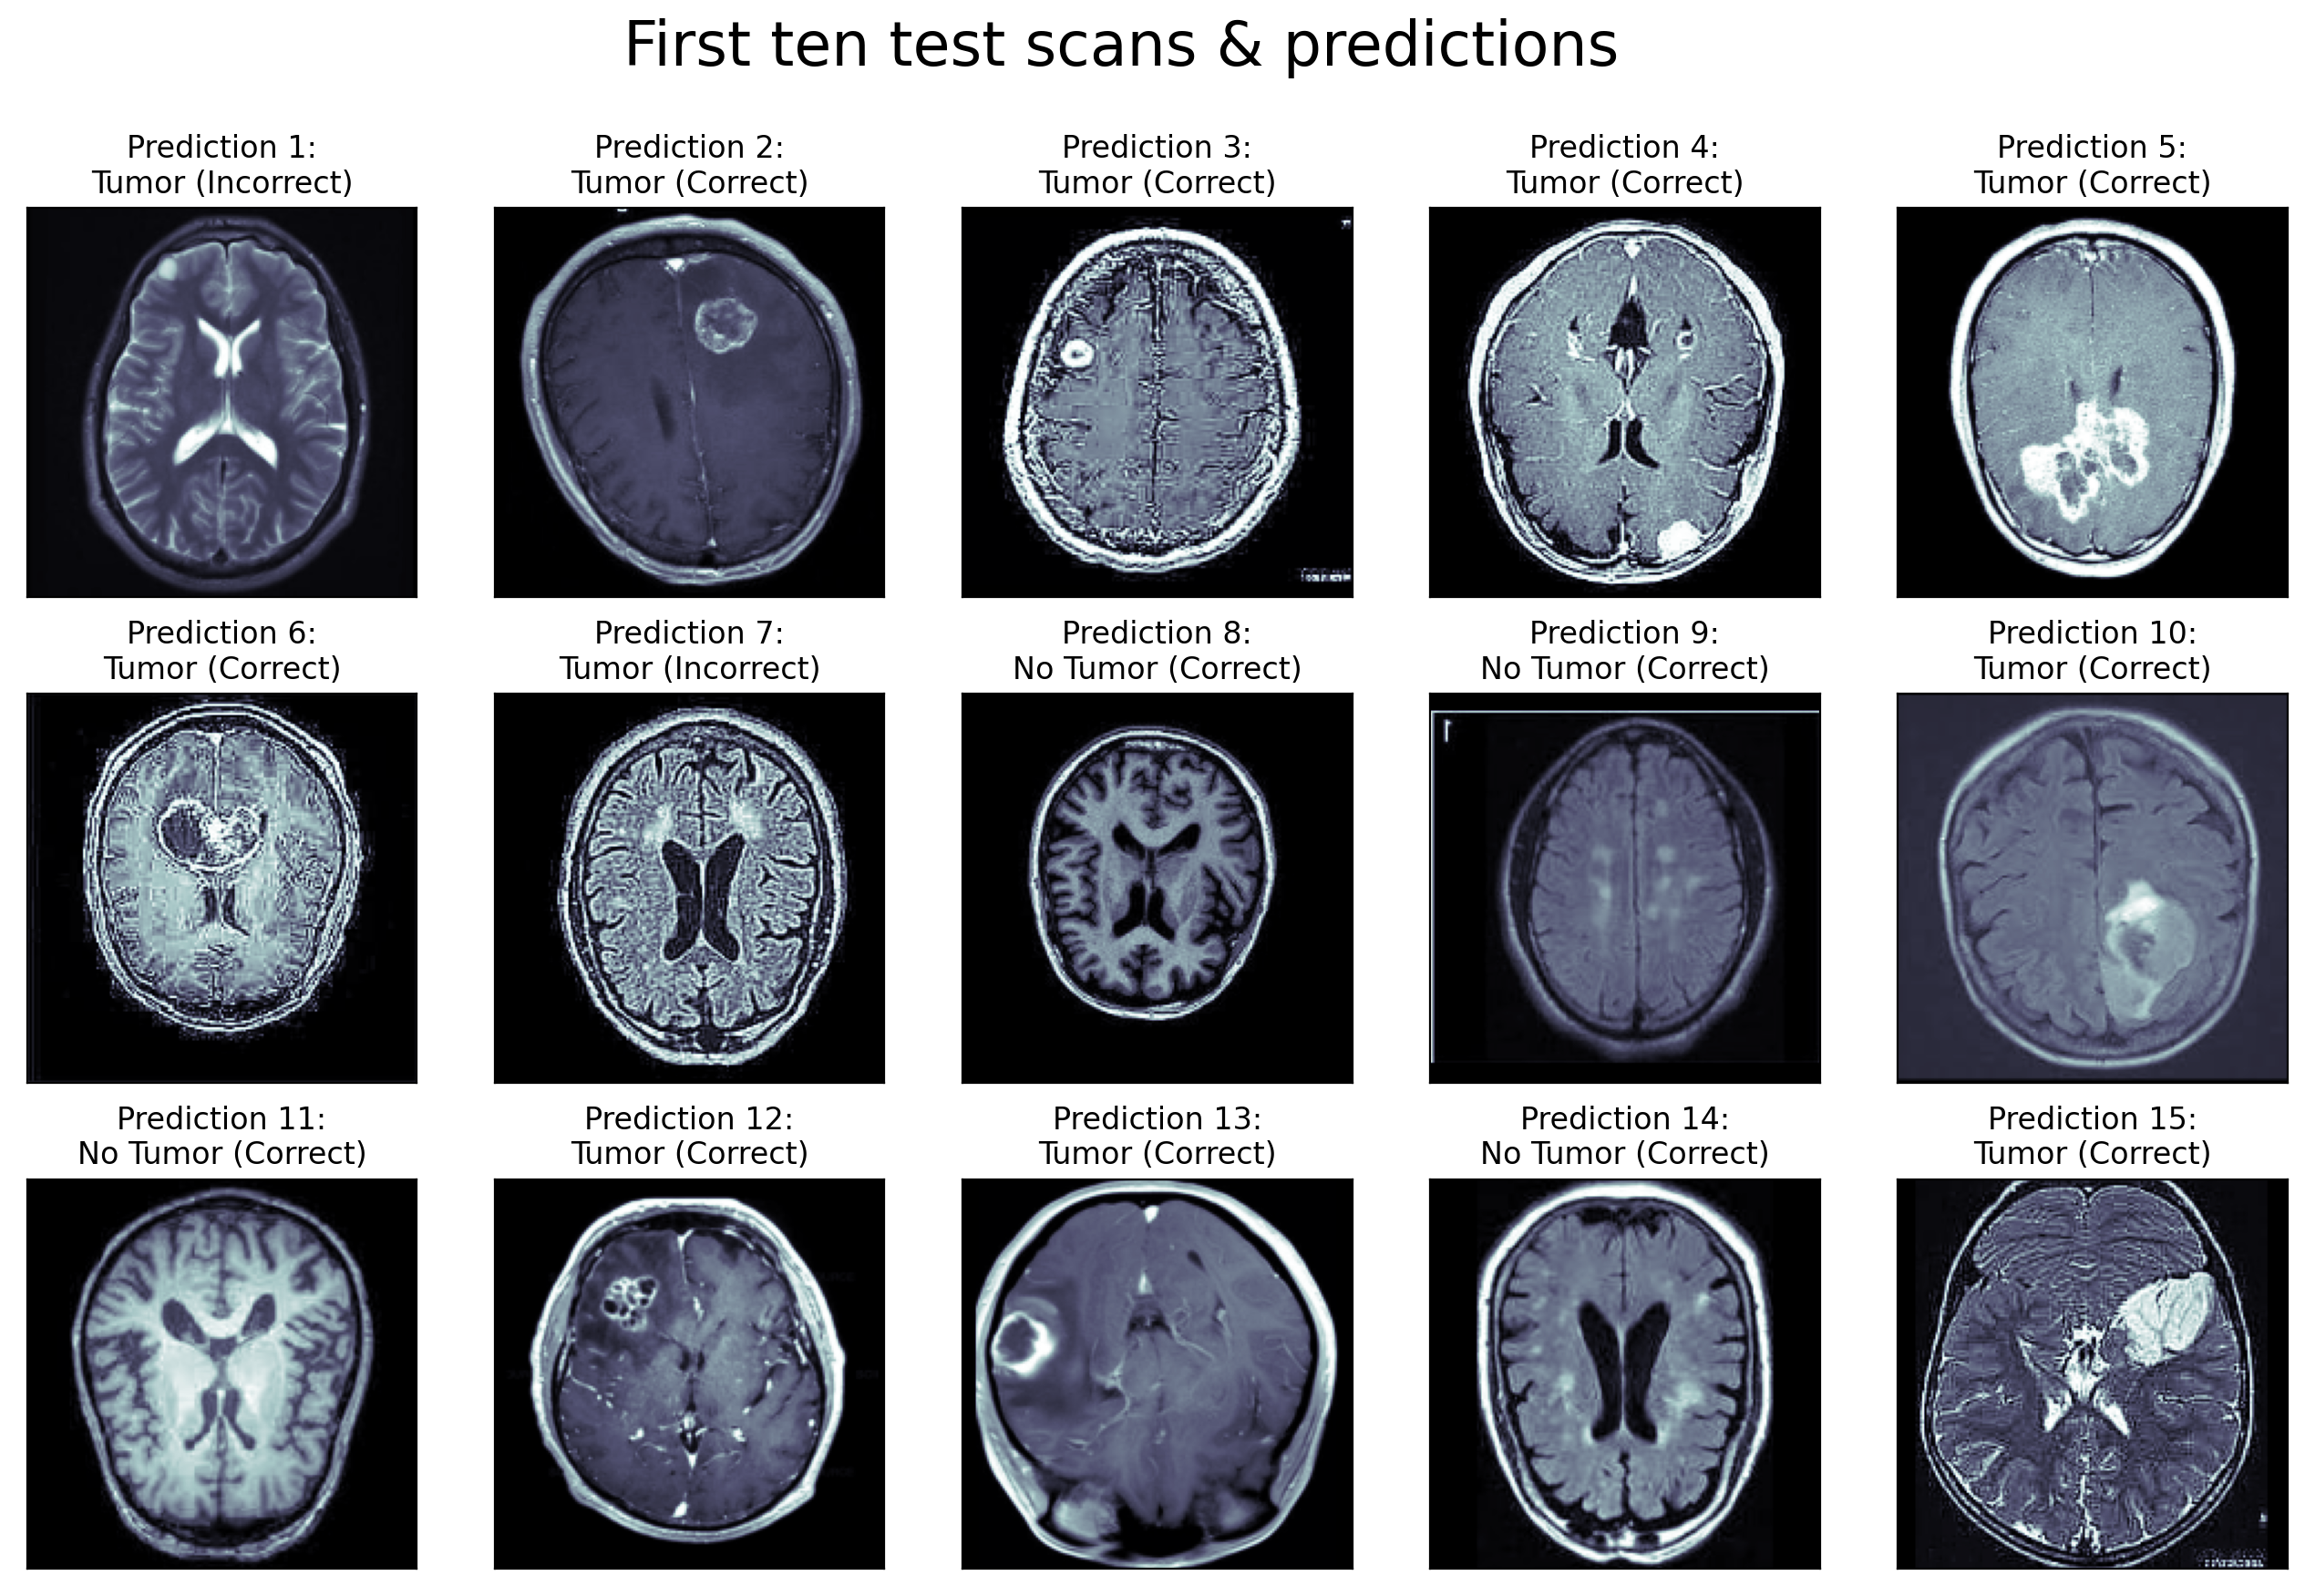 First ten test scans & predictions
Prediction 1:
Tumor (Incorrect)
Prediction 2:
Tumor (Correct)
Prediction 3:
Tumor (Correct)
Prediction 4:
Tumor (Correct)
Prediction 5:
Tumor (Correct)
Prediction 6:
Tumor (Correct)
Prediction 7:
Tumor (Incorrect)
Prediction 8:
No Tumor (Correct)
Prediction 9:
No Tumor (Correct)
Prediction 10:
Tumor (Correct)
Prediction 11:
No Tumor (Correct)
Prediction 12:
Tumor (Correct)
Prediction 13:
Tumor (Correct)
Prediction 14:
No Tumor (Correct)
Prediction 15:
Tumor (Correct)